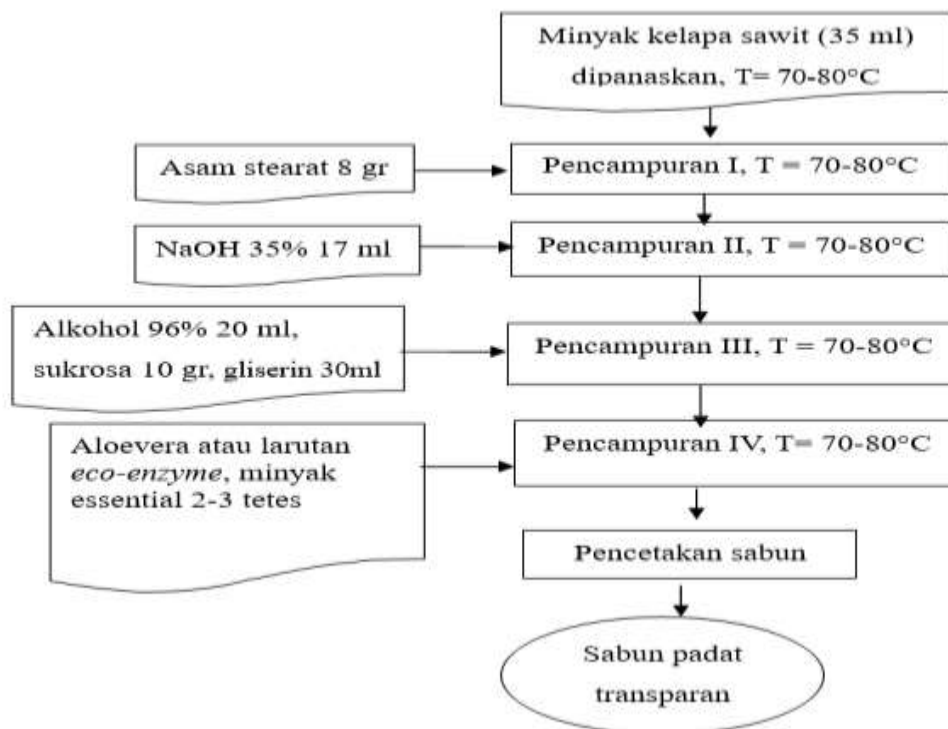 Minyak kelapa sawit (35 ml)
dipanaskan, T= 70-80°C
Asam stearat 8 gr
Pencampuran I, T = 70-80°C
NaOH 35% 17 ml
Pencampuran II, T = 70-80°C
Alkohol 96% 20 ml,
sukrosa 10 gr, gliserin 30ml
Pencampuran III, T = 70-80°C
Aloevera atau larutan
eco-enzyme, minyak
essential 2-3 tetes
Pencampuran IV, T= 70-80°C
Pencetakan sabun
Sabun padat
transparan